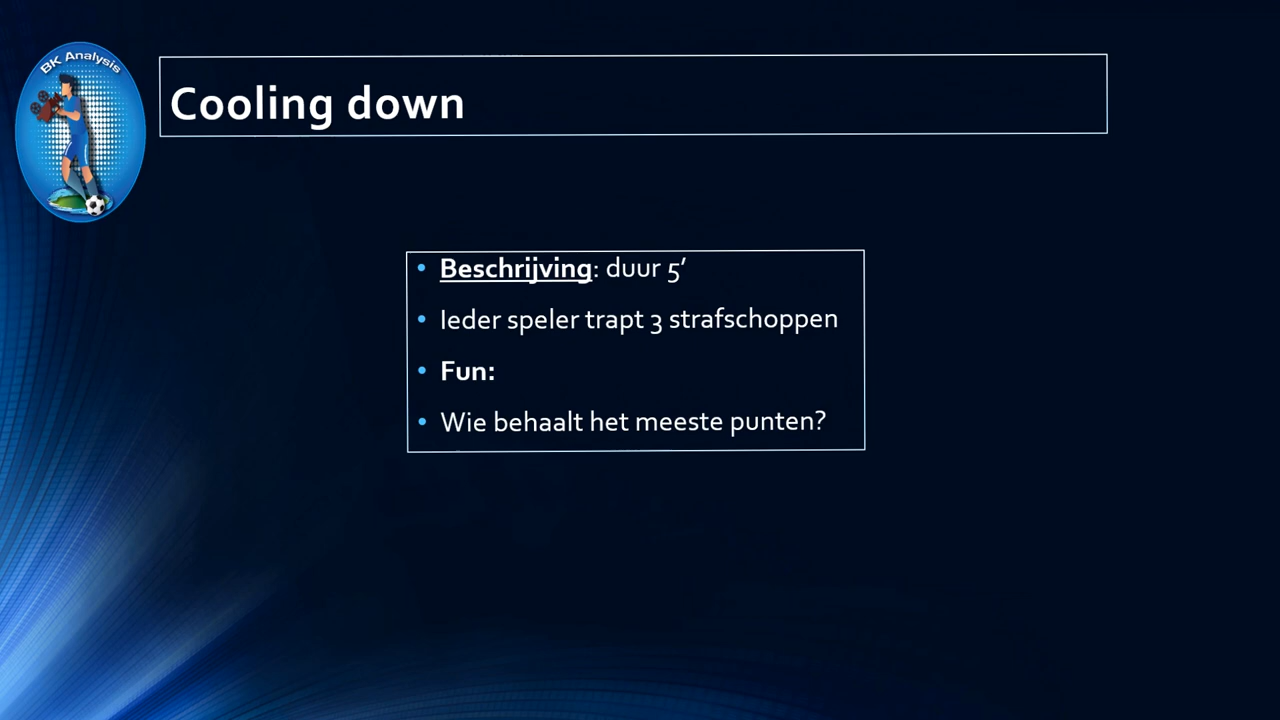 BK Analysis
Cooling down
• Beschrijving: duur 5’
• Ieder speler trapt 3 strafschoppen
• Fun:
• Wie behaalt het meeste punten?